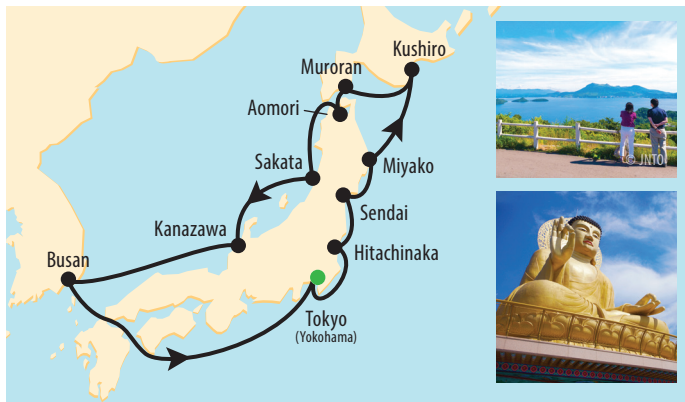 Kushiro
Muroran
Aomori
Sakata
Miyako
Sendai
Kanazawa
Hitachinaka
Busan
Tokyo
(Yokohama)
© JNTO